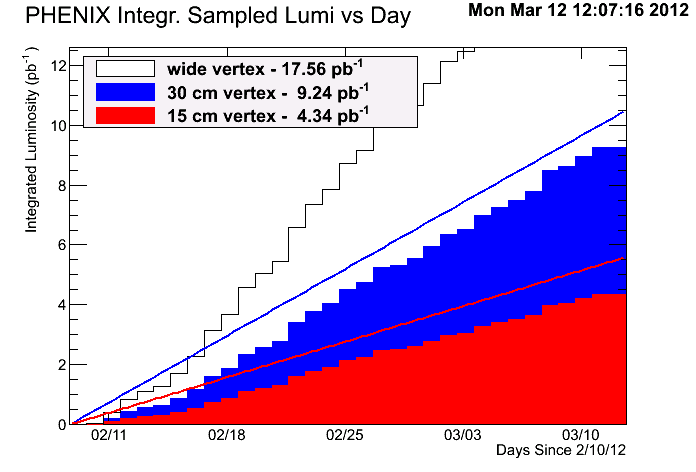 PHENIX Integr. Sampled Lumi vs Day
Mon Mar 12 12:07:16 2012
Integrated Luminosity (pb⁻¹)
wide vertex - 17.56 pb⁻¹
30 cm vertex - 9.24 pb⁻¹
15 cm vertex - 4.34 pb⁻¹
12
10
8
6
4
2
0
02/11 02/18 02/25 03/03 03/10
Days Since 2/10/12